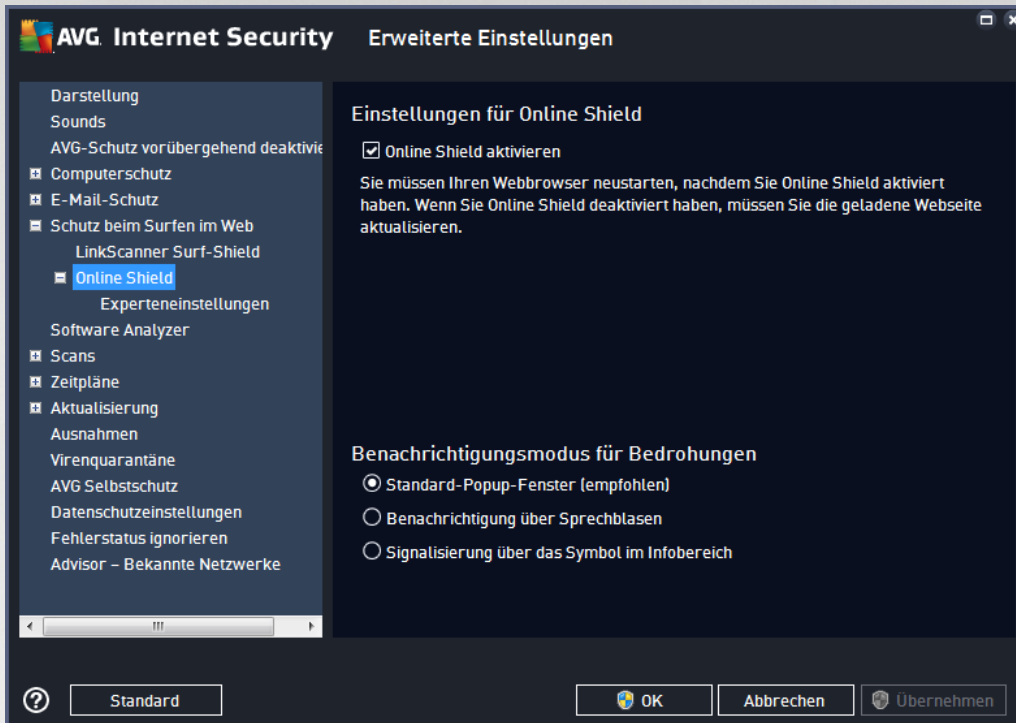 AVG Internet Security Erweiterte Einstellungen
Darstellung
Sounds
AVG-Schutz vorübergehend deaktivie
Computerschutz
E-Mail-Schutz
Schutz beim Surfen im Web
LinkScanner Surf-Shield
Online Shield
Experteneinstellungen
Software Analyzer
Scans
Zeitpläne
Aktualisierung
Ausnahmen
Virenquarantäne
AVG Selbstschutz
Datenschutzeinstellungen
Fehlerstatus ignorieren
Advisor – Bekannte Netzwerke
Einstellungen für Online Shield
Online Shield aktivieren
Sie müssen Ihren Webbrowser neustarten, nachdem Sie Online Shield aktiviert
haben. Wenn Sie Online Shield deaktiviert haben, müssen Sie die geladene Webseite
aktualisieren.
Benachrichtigungsmodus für Bedrohungen
Standard-Popup-Fenster (empfohlen)
Benachrichtigung über Sprechblasen
Signalisierung über das Symbol im Infobereich
Standard
OK
Abbrechen
Übernehmen